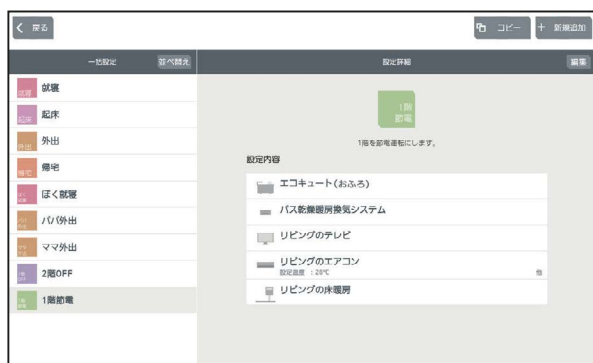 戻る
コピー
新規追加
一括設定
並べ替え
設定詳細
編集
就寝
就寝
起床
起床
外出
外出
帰宅
帰宅
ぼく就寝
パパ外出
ママ外出
2階OFF
1階節電
1階
節電
1階を節電運転にします。
設定内容
エコキュート(おふろ)
バス乾燥暖房換気システム
リビングのテレビ
リビングのエアコン
設定温度 : 28℃
他
リビングの床暖房